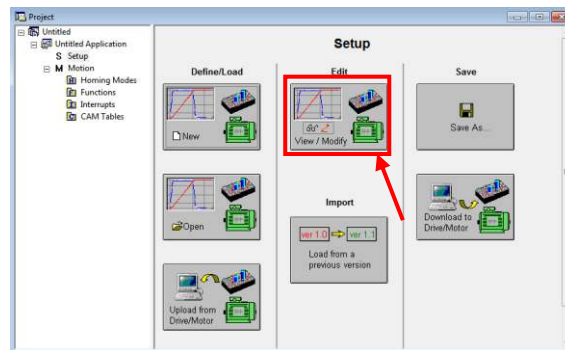 Project
Untitled
Untitled Application
S Setup
M Motion
Homing Modes
Functions
Interrupts
CAM Tables
Setup
Define/Load
Edit
Save
New
View / Modify
Save As...
Open
Import
ver 1.0
ver 1.1
Load from a
previous version
Download to
Drive/Motor
Upload from
Drive/Motor